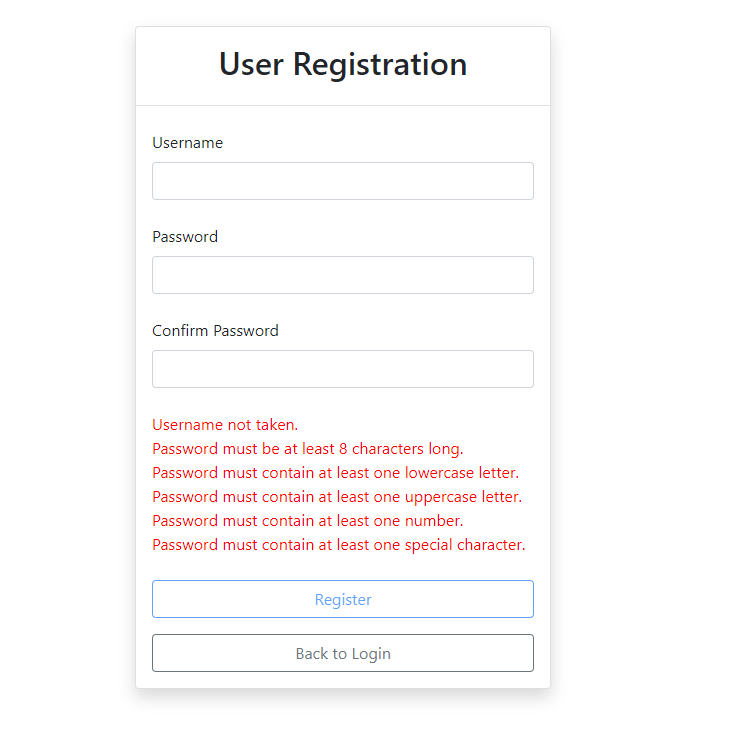 User Registration
Username
Password
Confirm Password
Username not taken.
Password must be at least 8 characters long.
Password must contain at least one lowercase letter.
Password must contain at least one uppercase letter.
Password must contain at least one number.
Password must contain at least one special character.
Register
Back to Login